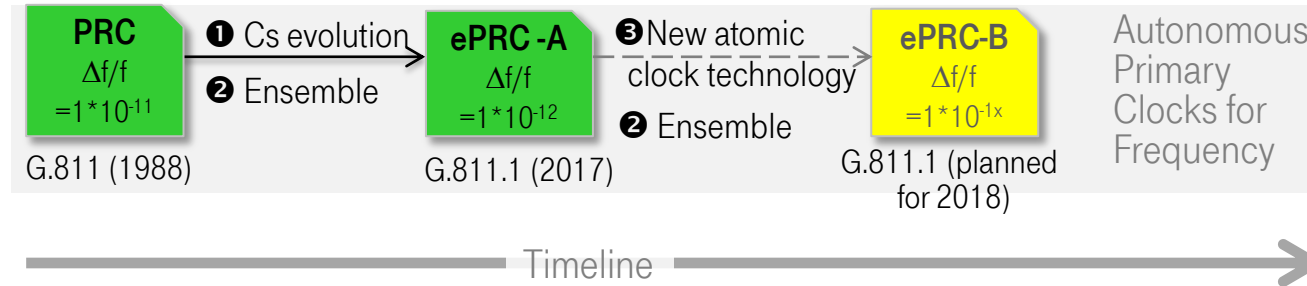 PRC
Δf/f
=1*10⁻¹¹
G.811 (1988)
❶ Cs evolution
❷ Ensemble
ePRC -A
Δf/f
=1*10⁻¹²
G.811.1 (2017)
❸New atomic
clock technology
❷ Ensemble
ePRC-B
Δf/f
=1*10⁻¹ˣ
G.811.1 (planned
for 2018)
Autonomous
Primary
Clocks for
Frequency
Timeline